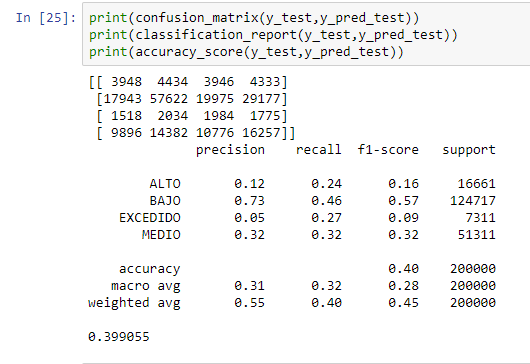 In [25]: print(confusion_matrix(y_test,y_pred_test))
print(classification_report(y_test,y_pred_test))
print(accuracy_score(y_test,y_pred_test))
[[ 3948  4434  3946  4333]
 [17943 57622 19975 29177]
 [ 1518  2034  1984  1775]
 [ 9896 14382 10776 16257]]
              precision    recall  f1-score   support
        ALTO       0.12      0.24      0.16     16661
        BAJO       0.73      0.46      0.57    124717
    EXCEDIDO       0.05      0.27      0.09      7311
       MEDIO       0.32      0.32      0.32     51311
    accuracy                           0.40    200000
   macro avg       0.31      0.32      0.28    200000
weighted avg       0.55      0.40      0.45    200000
0.399055